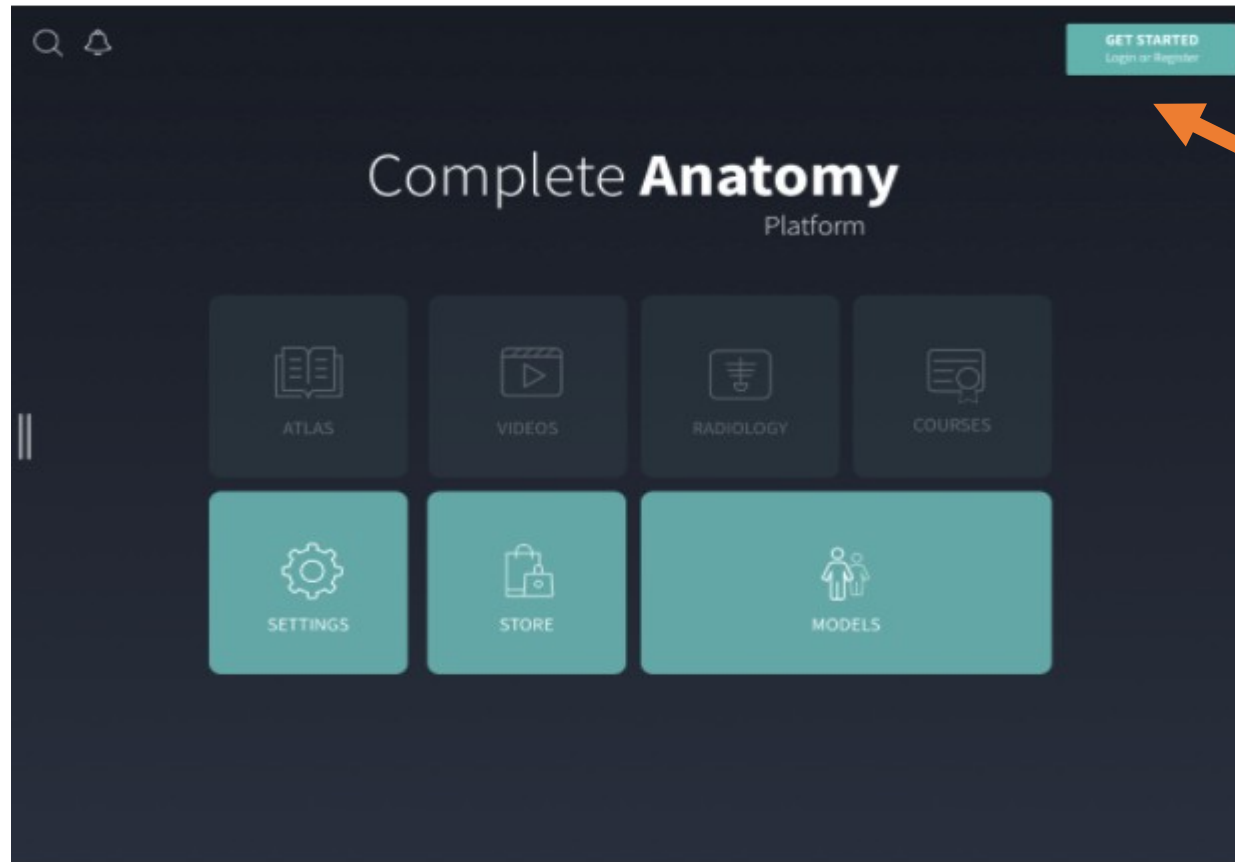 GET STARTED
Login or Register
Complete Anatomy
Platform
ATLAS
VIDEOS
RADIOLOGY
COURSES
SETTINGS
STORE
MODELS